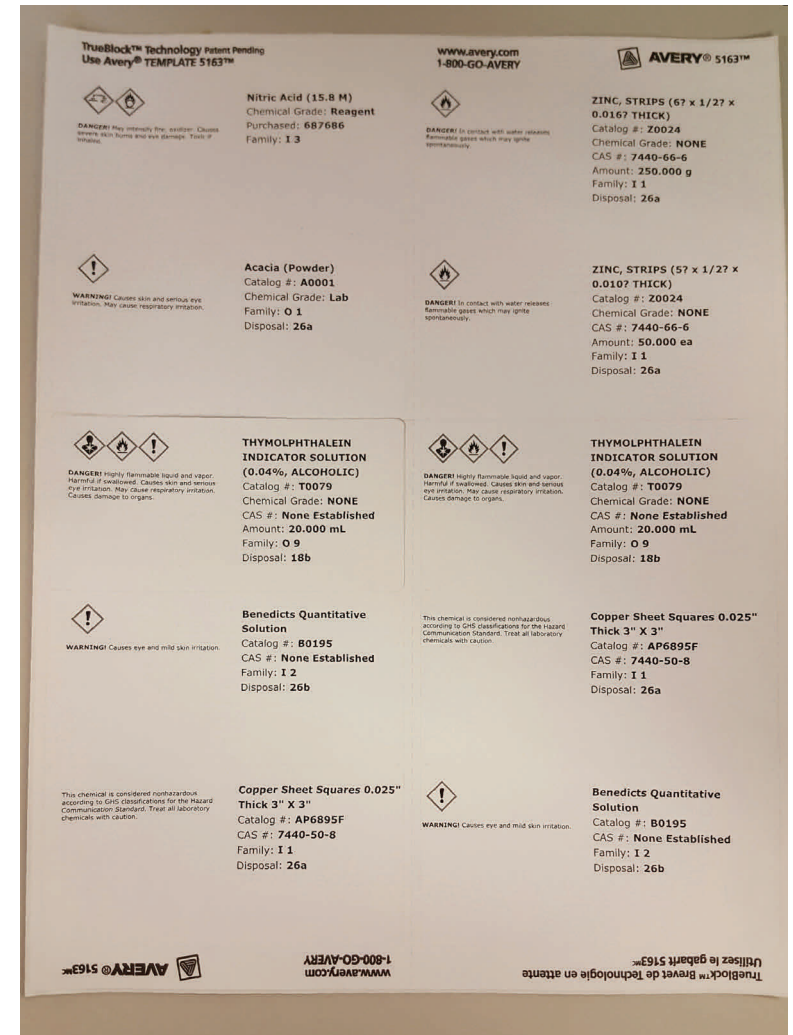 TrueBlock™ Technology Patent Pending
Use Avery® TEMPLATE 5163™
www.avery.com
1-800-GO-AVERY
AVERY® 5163™
DANGER! May intensify fire; oxidizer. Causes
severe skin burns and eye damage. Toxic if
inhaled.
Nitric Acid (15.8 M)
Chemical Grade: Reagent
Purchased: 687686
Family: I 3
DANGER! In contact with water releases
flammable gases which may ignite
spontaneously.
ZINC, STRIPS (6? x 1/2? x
0.016? THICK)
Catalog #: Z0024
Chemical Grade: NONE
CAS #: 7440-66-6
Amount: 250.000 g
Family: I 1
Disposal: 26a
WARNING! Causes skin and serious eye
irritation. May cause respiratory irritation.
Acacia (Powder)
Catalog #: A0001
Chemical Grade: Lab
Family: O 1
Disposal: 26a
DANGER! In contact with water releases
flammable gases which may ignite
spontaneously.
ZINC, STRIPS (5? x 1/2? x
0.010? THICK)
Catalog #: Z0024
Chemical Grade: NONE
CAS #: 7440-66-6
Amount: 50.000 ea
Family: I 1
Disposal: 26a
DANGER! Highly flammable liquid and vapor.
Harmful if swallowed. Causes skin and serious
eye irritation. May cause respiratory irritation.
Causes damage to organs.
THYMOLPHTHALEIN
INDICATOR SOLUTION
(0.04%, ALCOHOLIC)
Catalog #: T0079
Chemical Grade: NONE
CAS #: None Established
Amount: 20.000 mL
Family: O 9
Disposal: 18b
DANGER! Highly flammable liquid and vapor.
Harmful if swallowed. Causes skin and serious
eye irritation. May cause respiratory irritation.
Causes damage to organs.
THYMOLPHTHALEIN
INDICATOR SOLUTION
(0.04%, ALCOHOLIC)
Catalog #: T0079
Chemical Grade: NONE
CAS #: None Established
Amount: 20.000 mL
Family: O 9
Disposal: 18b
WARNING! Causes eye and mild skin irritation.
Benedicts Quantitative
Solution
Catalog #: B0195
CAS #: None Established
Family: I 2
Disposal: 26b
This chemical is considered nonhazardous
according to GHS classifications for the Hazard
Communication Standard. Treat all laboratory
chemicals with caution.
Copper Sheet Squares 0.025"
Thick 3" X 3"
Catalog #: AP6895F
CAS #: 7440-50-8
Family: I 1
Disposal: 26a
This chemical is considered nonhazardous
according to GHS classifications for the Hazard
Communication Standard. Treat all laboratory
chemicals with caution.
Copper Sheet Squares 0.025"
Thick 3" X 3"
Catalog #: AP6895F
CAS #: 7440-50-8
Family: I 1
Disposal: 26a
WARNING! Causes eye and mild skin irritation.
Benedicts Quantitative
Solution
Catalog #: B0195
CAS #: None Established
Family: I 2
Disposal: 26b
TrueBlock™ Brevet de Technologie en attente
Utilisez le gabarit 5163™
www.avery.com
1-800-GO-AVERY
AVERY® 5163™